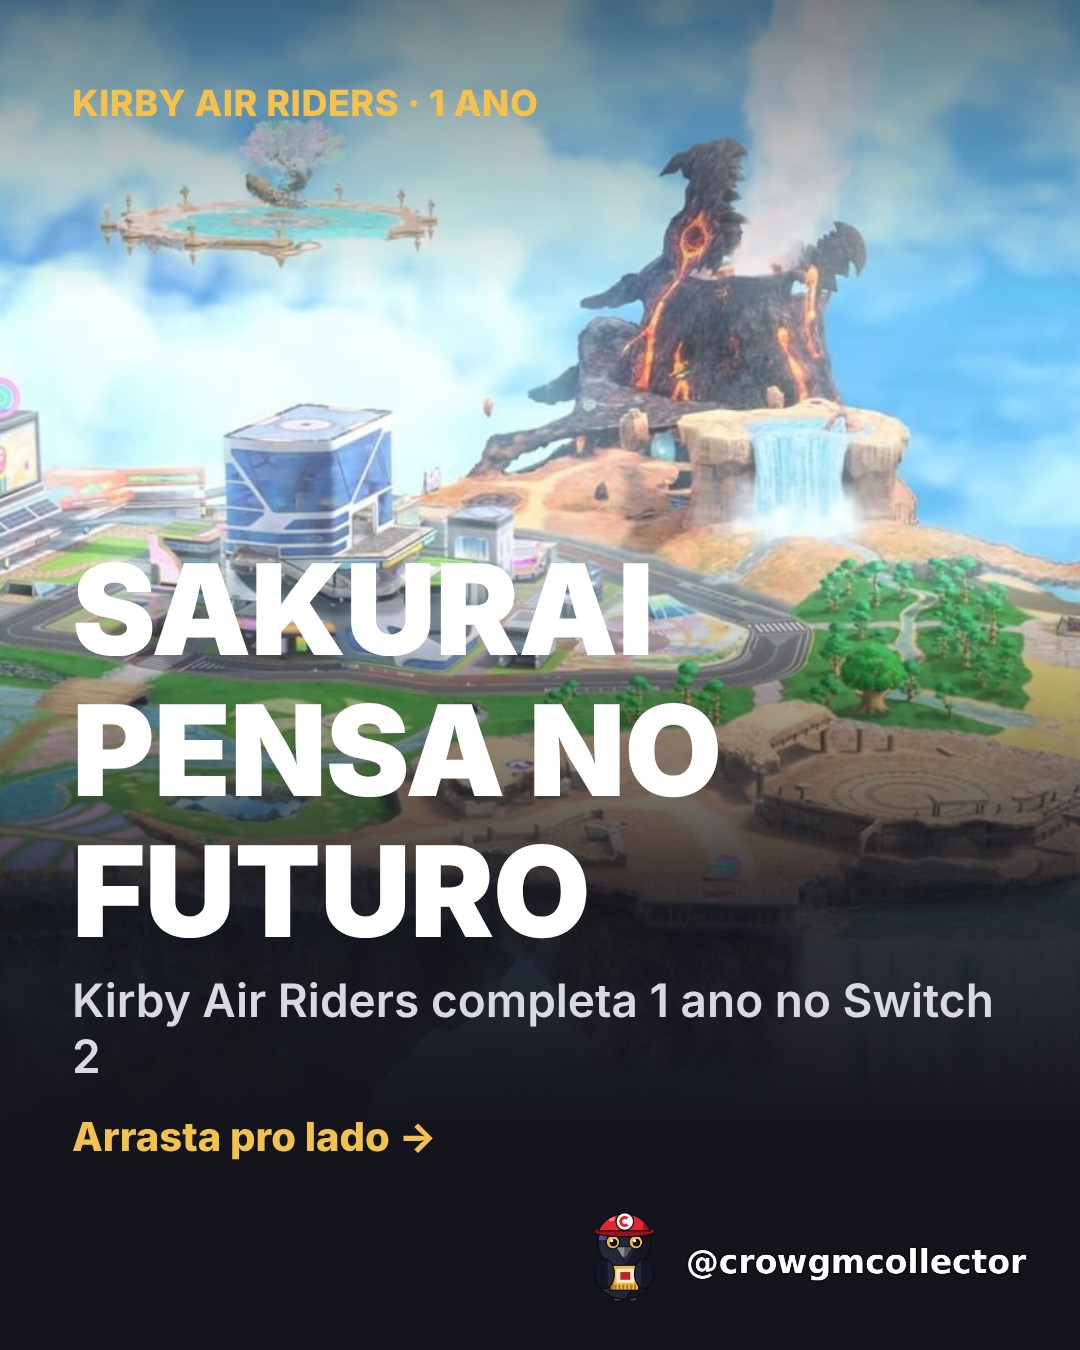 KIRBY AIR RIDERS · 1 ANO
SAKURAI
PENSA NO
FUTURO
Kirby Air Riders completa 1 ano no Switch
2
Arrasta pro lado →
C
@crowgmcollector